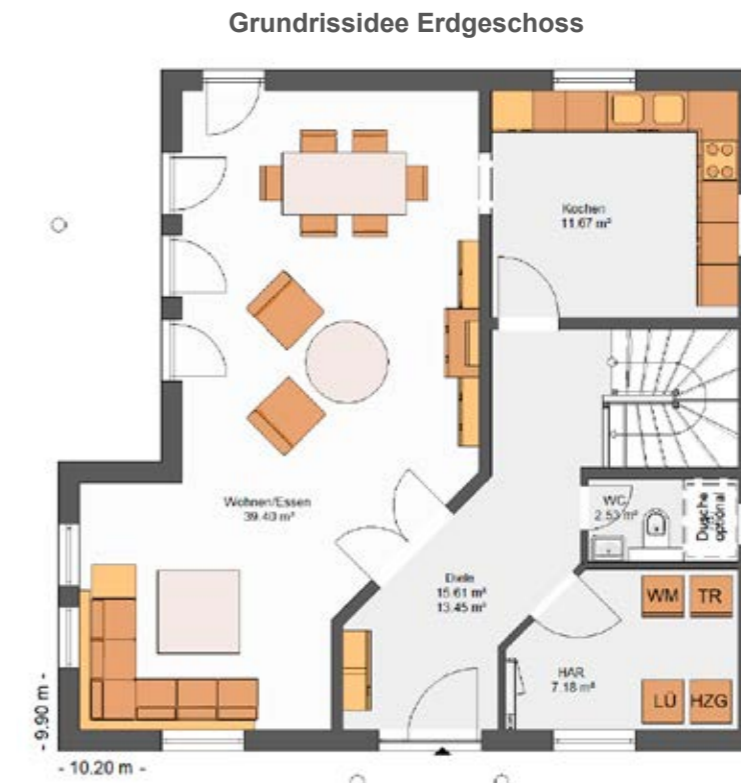 Grundrissidee Erdgeschoss
Kochen
11.67 m²
Wohnen/Essen
39.40 m²
WC
2.53 m²
Dusche
optional
Diele
15.61 m²
13.45 m²
WM
TR
HAR
7.18 m²
LÜ
HZG
- 9.90 m -
- 10.20 m -